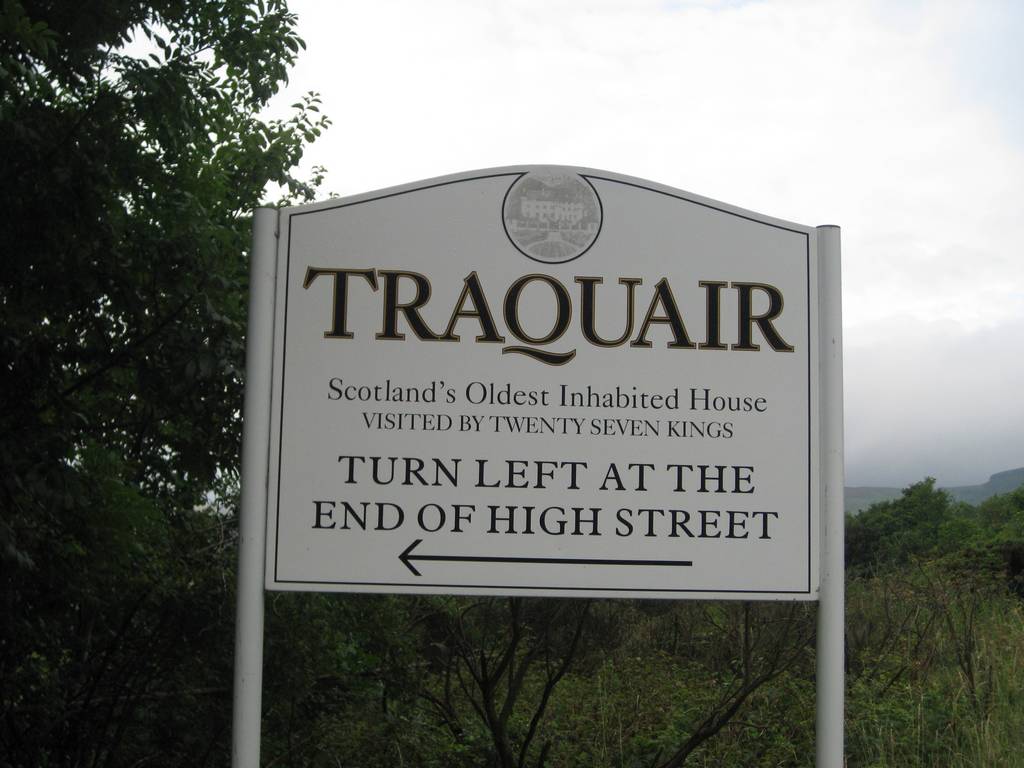 TRAQUAIR
Scotland's Oldest Inhabited House
VISITED BY TWENTY SEVEN KINGS
TURN LEFT AT THE
END OF HIGH STREET